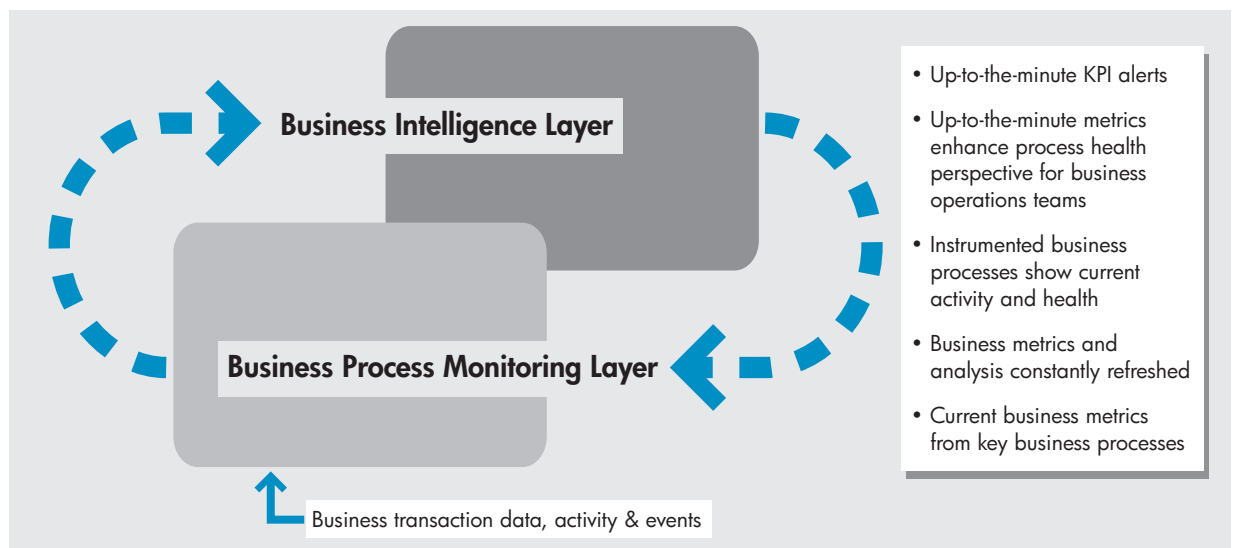 Business Intelligence Layer
Business Process Monitoring Layer
Business transaction data, activity & events
• Up-to-the-minute KPI alerts
• Up-to-the-minute metrics
enhance process health
perspective for business
operations teams
• Instrumented business
processes show current
activity and health
• Business metrics and
analysis constantly refreshed
• Current business metrics
from key business processes